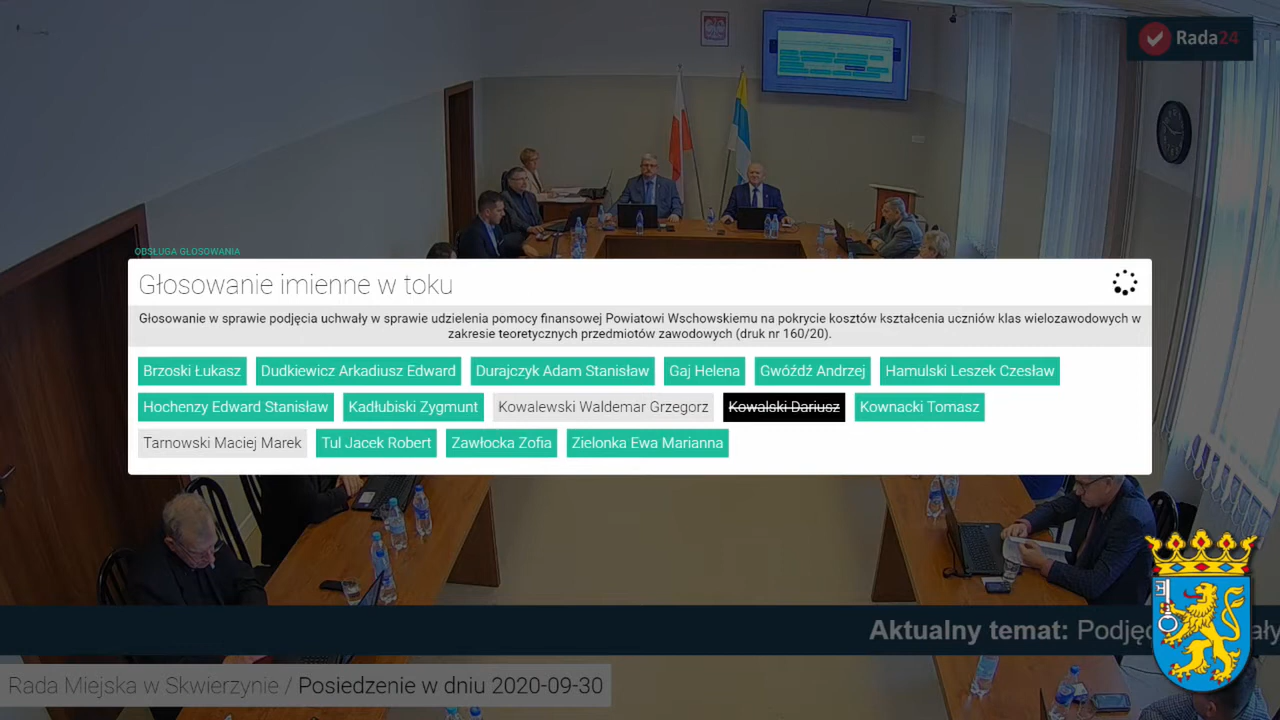 Rada24
OBSŁUGA GŁOSOWANIA
Głosowanie imienne w toku
Głosowanie w sprawie podjęcia uchwały w sprawie udzielenia pomocy finansowej Powiatowi Wschowskiemu na pokrycie kosztów kształcenia uczniów klas wielozawodowych w
zakresie teoretycznych przedmiotów zawodowych (druk nr 160/20).
Brzoski Łukasz Dudkiewicz Arkadiusz Edward Durajczyk Adam Stanisław Gaj Helena Gwóźdź Andrzej Hamulski Leszek Czesław
Hochenzy Edward Stanisław Kadłubiski Zygmunt Kowalewski Waldemar Grzegorz Kowalski Dariusz Kownacki Tomasz
Tarnowski Maciej Marek Tul Jacek Robert Zawłocka Zofia Zielonka Ewa Marianna
Aktualny temat:
Rada Miejska w Skwierzynie / Posiedzenie w dniu 2020-09-30